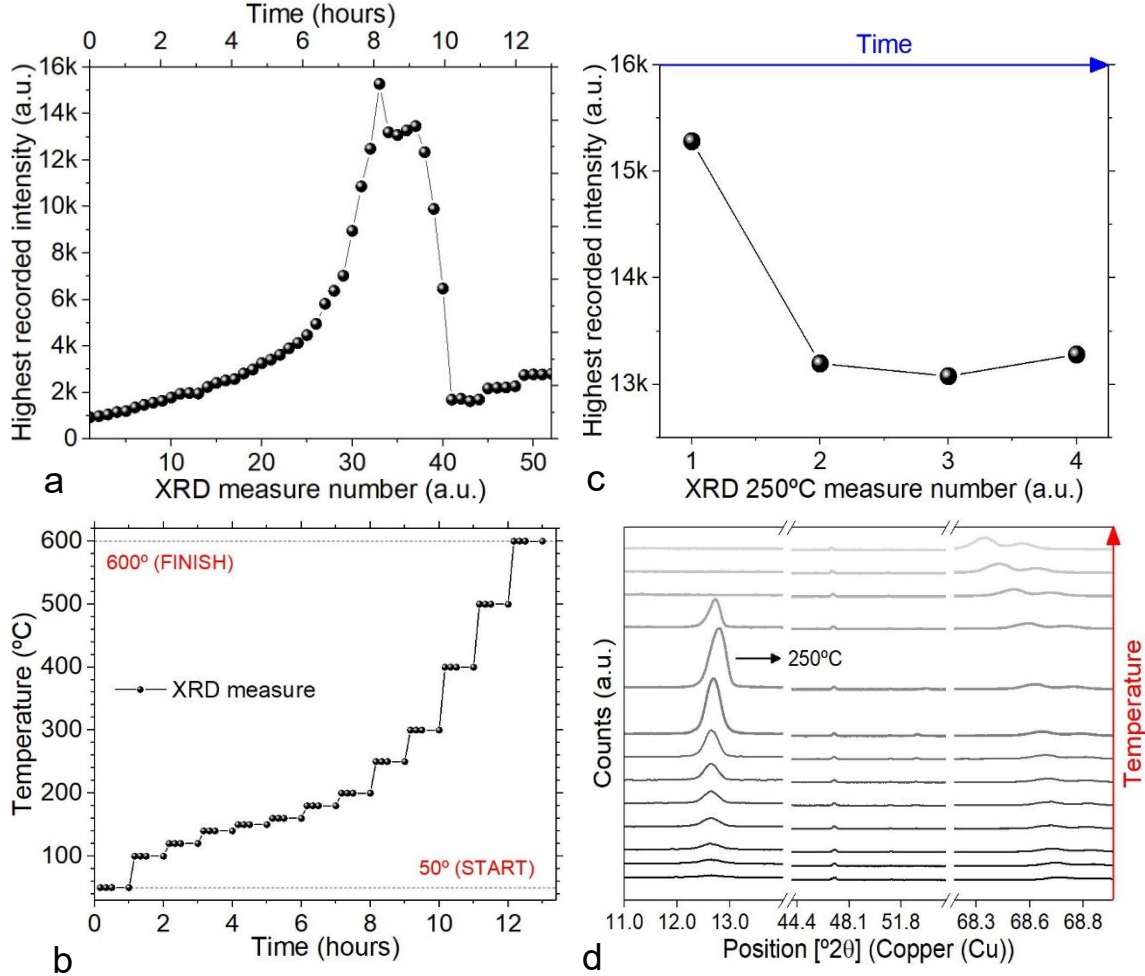 Time (hours)
0 2 4 6 8 10 12
16k
14k
12k
10k
8k
6k
4k
2k
0
Highest recorded intensity (a.u.)
10 20 30 40 50
XRD measure number (a.u.)
a
Time
16k
15k
14k
13k
Highest recorded intensity (a.u.)
1 2 3 4
XRD 250ºC measure number (a.u.)
c
600
500
400
300
200
100
Temperature (ºC)
600º (FINISH)
XRD measure
50º (START)
0 2 4 6 8 10 12
Time (hours)
b
Counts (a.u.)
250ºC
Temperature
11.0 12.0 13.0 44.4 48.1 51.8 68.3 68.6 68.8
Position [º2θ] (Copper (Cu))
d